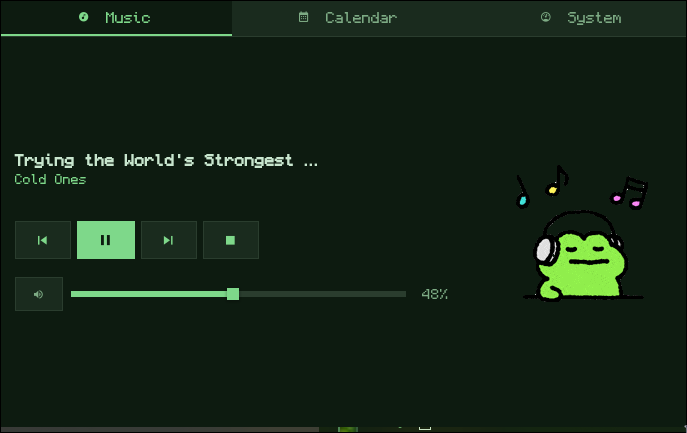 Music
Calendar
System
Trying the World's Strongest ...
Cold Ones
48%